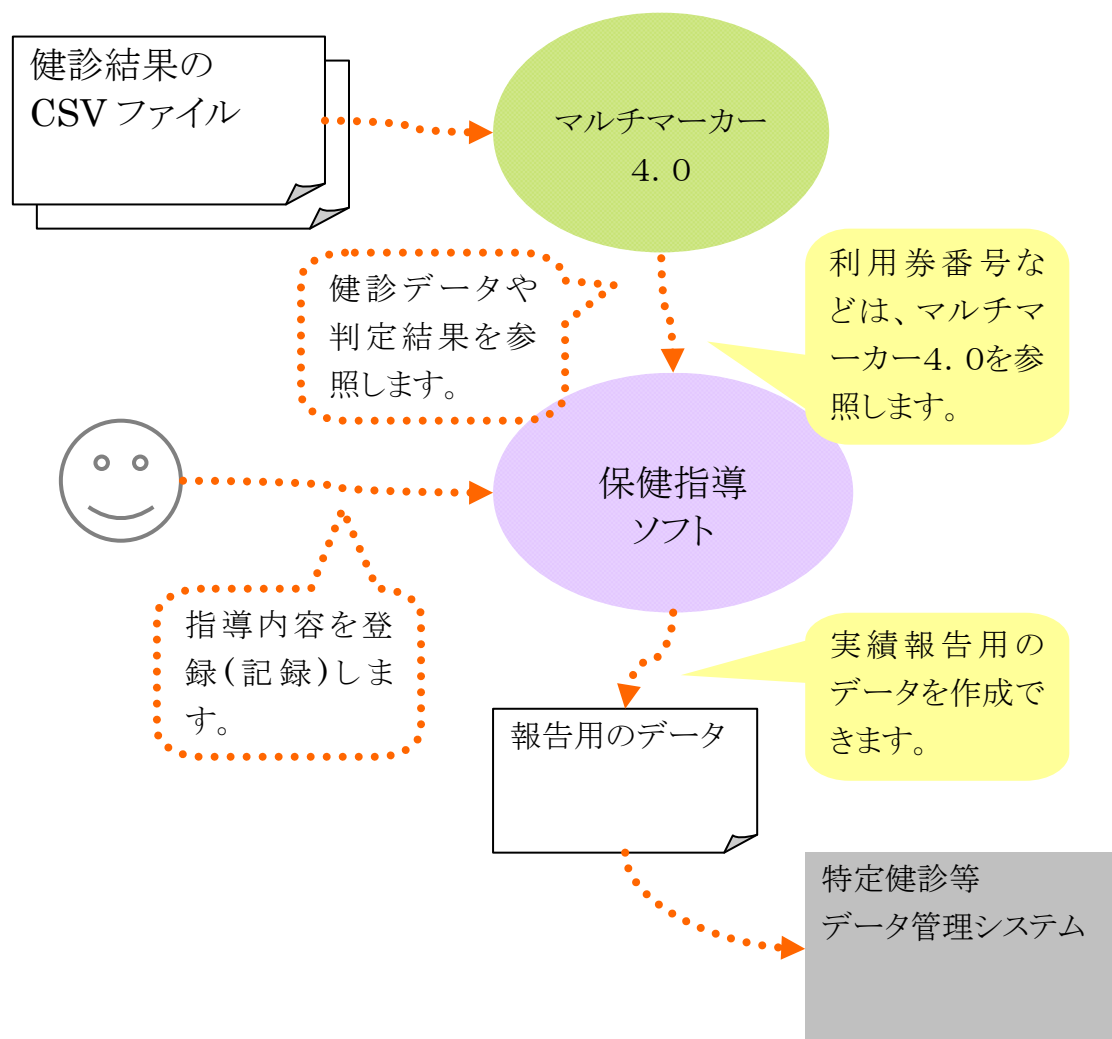 健診結果の
CSVファイル
マルチマーカー
4．0
健診データや
判定結果を参
照します。
利用券番号な
どは、マルチマ
ーカー4．0を参
照します。
保健指導
ソフト
指導内容を登
録(記録)しま
す。
実績報告用の
データを作成で
きます。
報告用のデータ
特定健診等
データ管理システム